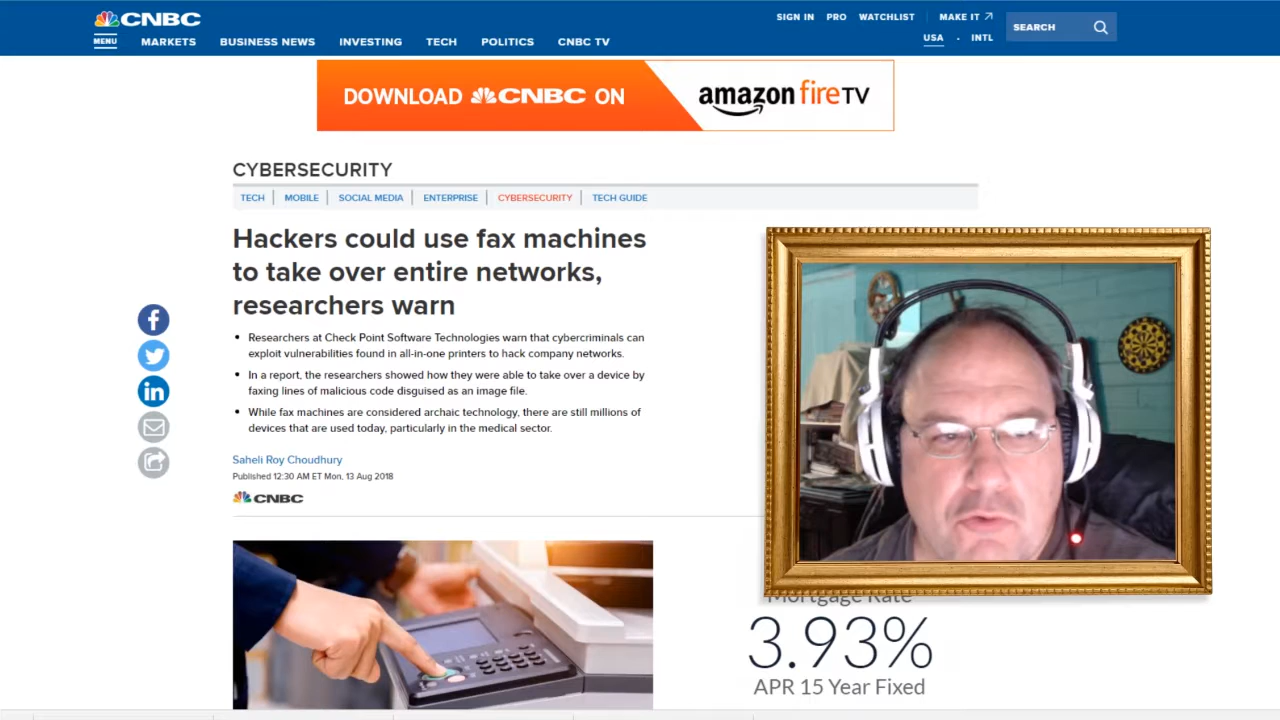 CNBC
SIGN IN PRO WATCHLIST MAKE IT
SEARCH
USA · INTL
MENU
MARKETS BUSINESS NEWS INVESTING TECH POLITICS CNBC TV
DOWNLOAD CNBC ON amazon fireTV
CYBERSECURITY
TECH MOBILE SOCIAL MEDIA ENTERPRISE CYBERSECURITY TECH GUIDE
Hackers could use fax machines
to take over entire networks,
researchers warn
Researchers at Check Point Software Technologies warn that cybercriminals can
exploit vulnerabilities found in all-in-one printers to hack company networks.
In a report, the researchers showed how they were able to take over a device by
faxing lines of malicious code disguised as an image file.
While fax machines are considered archaic technology, there are still millions of
devices that are used today, particularly in the medical sector.
Saheli Roy Choudhury
Published 12:30 AM ET Mon, 13 Aug 2018
CNBC
Mortgage Rate
3.93%
APR 15 Year Fixed